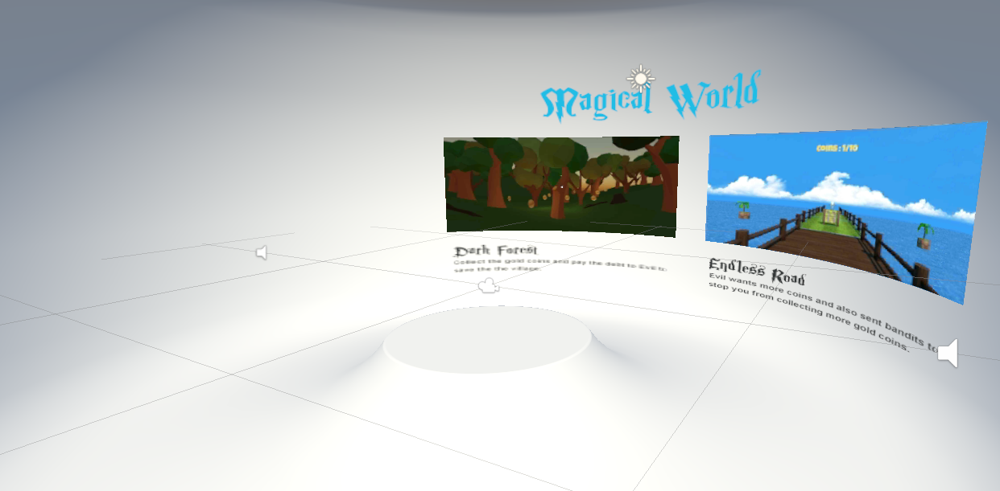 Magical World
coins:1/10
Dark Forest
Collect the gold coins and pay the debt to Evil to
save the the village.
Endless Road
Evil wants more coins and also sent bandits to
stop you from collecting more gold coins.